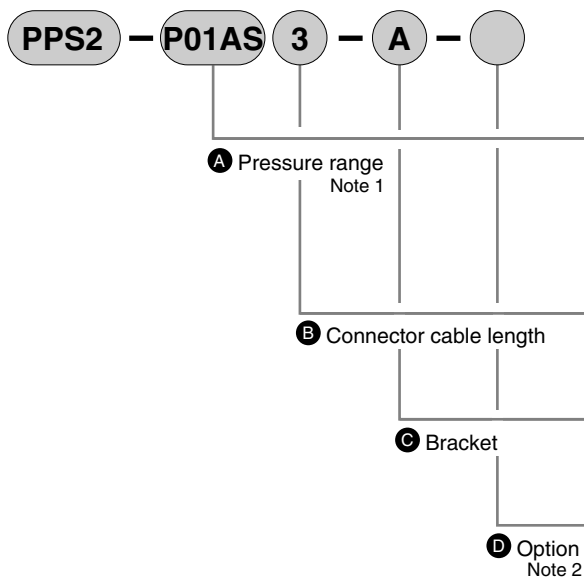 PPS2 – P01AS 3 – A –
A Pressure range
Note 1
B Connector cable length
C Bracket
D Option
Note 2